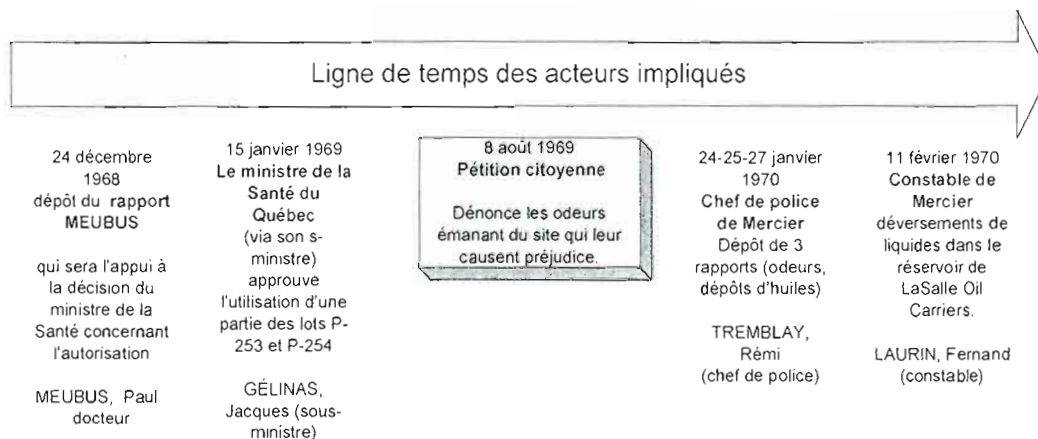 Ligne de temps des acteurs impliqués
24 décembre
1968
dépôt du rapport
MEUBUS
qui sera l'appui à
la décision du
ministre de la
Santé concernant
l'autorisation
MEUBUS, Paul
docteur
15 janvier 1969
Le ministre de la
Santé du
Québec
(via son s-
ministre)
approuve
l'utilisation d'une
partie des lots P-
253 et P-254
GÉLINAS,
Jacques (sous-
ministre)
8 août 1969
Pétition citoyenne
Dénonce les odeurs
émanant du site qui leur
causent préjudice.
24-25-27 janvier
1970
Chef de police
de Mercier
Dépôt de 3
rapports (odeurs,
dépôts d'huiles)
TREMBLAY,
Rémi
(chef de police)
11 février 1970
Constable de
Mercier
déversements de
liquides dans le
réservoir de
LaSalle Oil
Carriers.
LAURIN, Fernand
(constable)